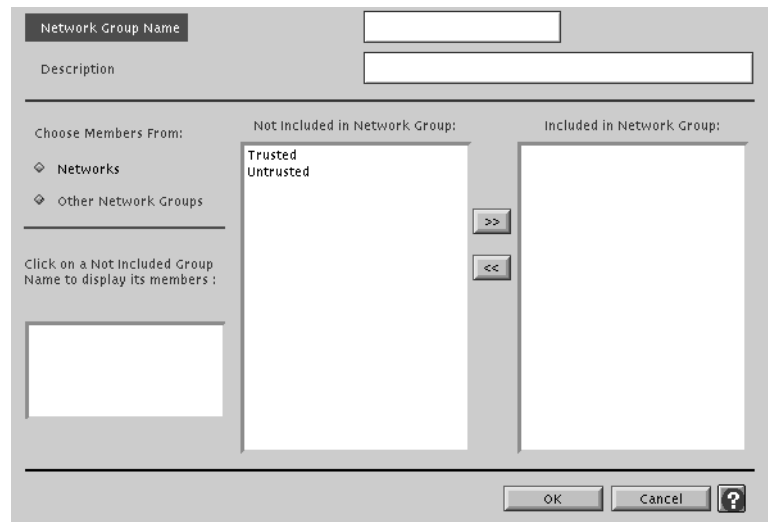 Network Group Name
Description
Choose Members From:
Networks
Other Network Groups
Click on a Not Included Group
Name to display its members :
Not Included in Network Group:
Trusted
Untrusted
>>
<<
Included in Network Group:
OK
Cancel
?